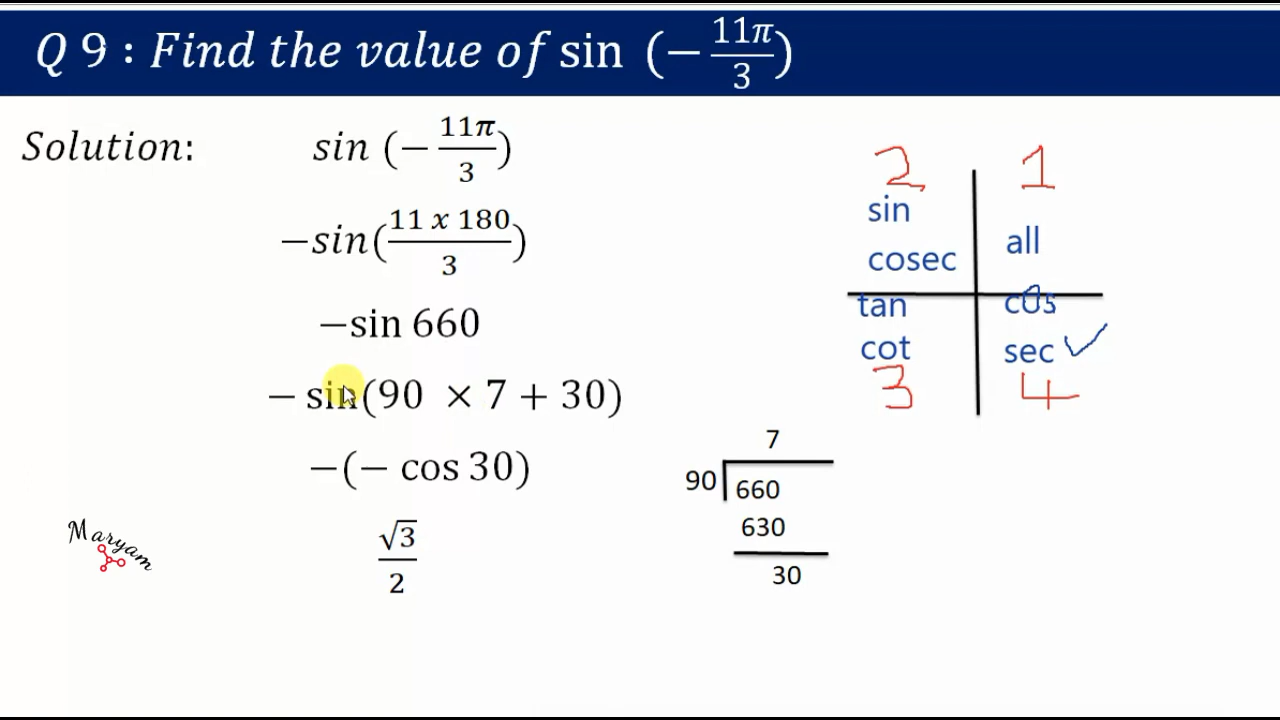 Q 9 : Find the value of sin (−11π/3)
Solution: sin (−11π/3)
−sin(11 x 180/3)
−sin 660
− sin(90 × 7 + 30)
−(− cos 30)
√3/2
2 1
sin
cosec
all
tan
cot
cos
sec ✓
3 4
7
90 660
630
30
Maryam